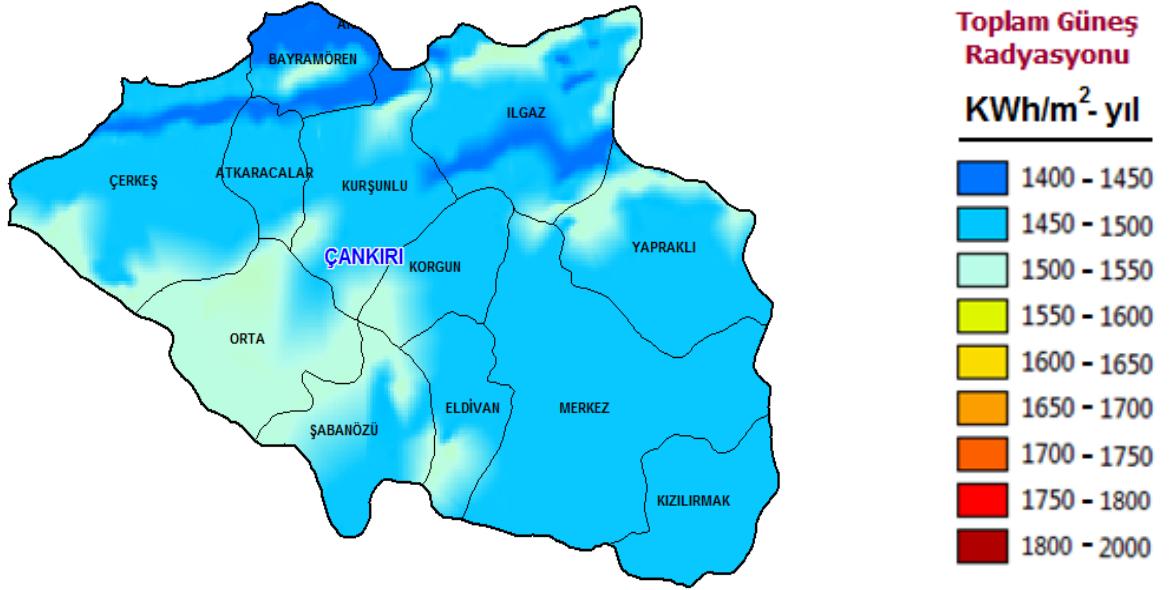 BAYRAMÖREN
ILGAZ
ÇERKEŞ
ATKARACALAR
KURŞUNLU
ÇANKIRI
KORGUN
YAPRAKLI
ORTA
ŞABANÖZÜ
ELDİVAN
MERKEZ
KIZILIRMAK
Toplam Güneş
Radyasyonu
KWh/m²- yıl
1400 - 1450
1450 - 1500
1500 - 1550
1550 - 1600
1600 - 1650
1650 - 1700
1700 - 1750
1750 - 1800
1800 - 2000